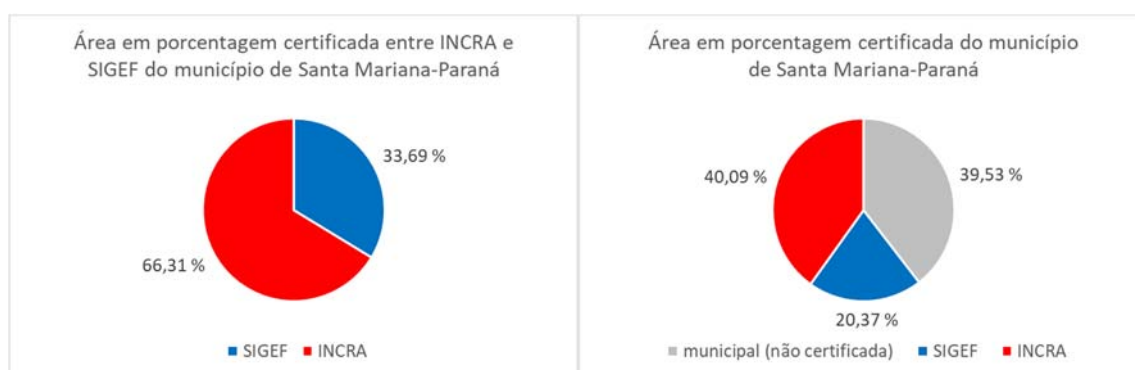 Área em porcentagem certificada entre INCRA e
SIGEF do município de Santa Mariana-Paraná
33,69 %
66,31 %
SIGEF INCRA
Área em porcentagem certificada do município
de Santa Mariana-Paraná
40,09 %
39,53 %
20,37 %
municipal (não certificada) SIGEF INCRA